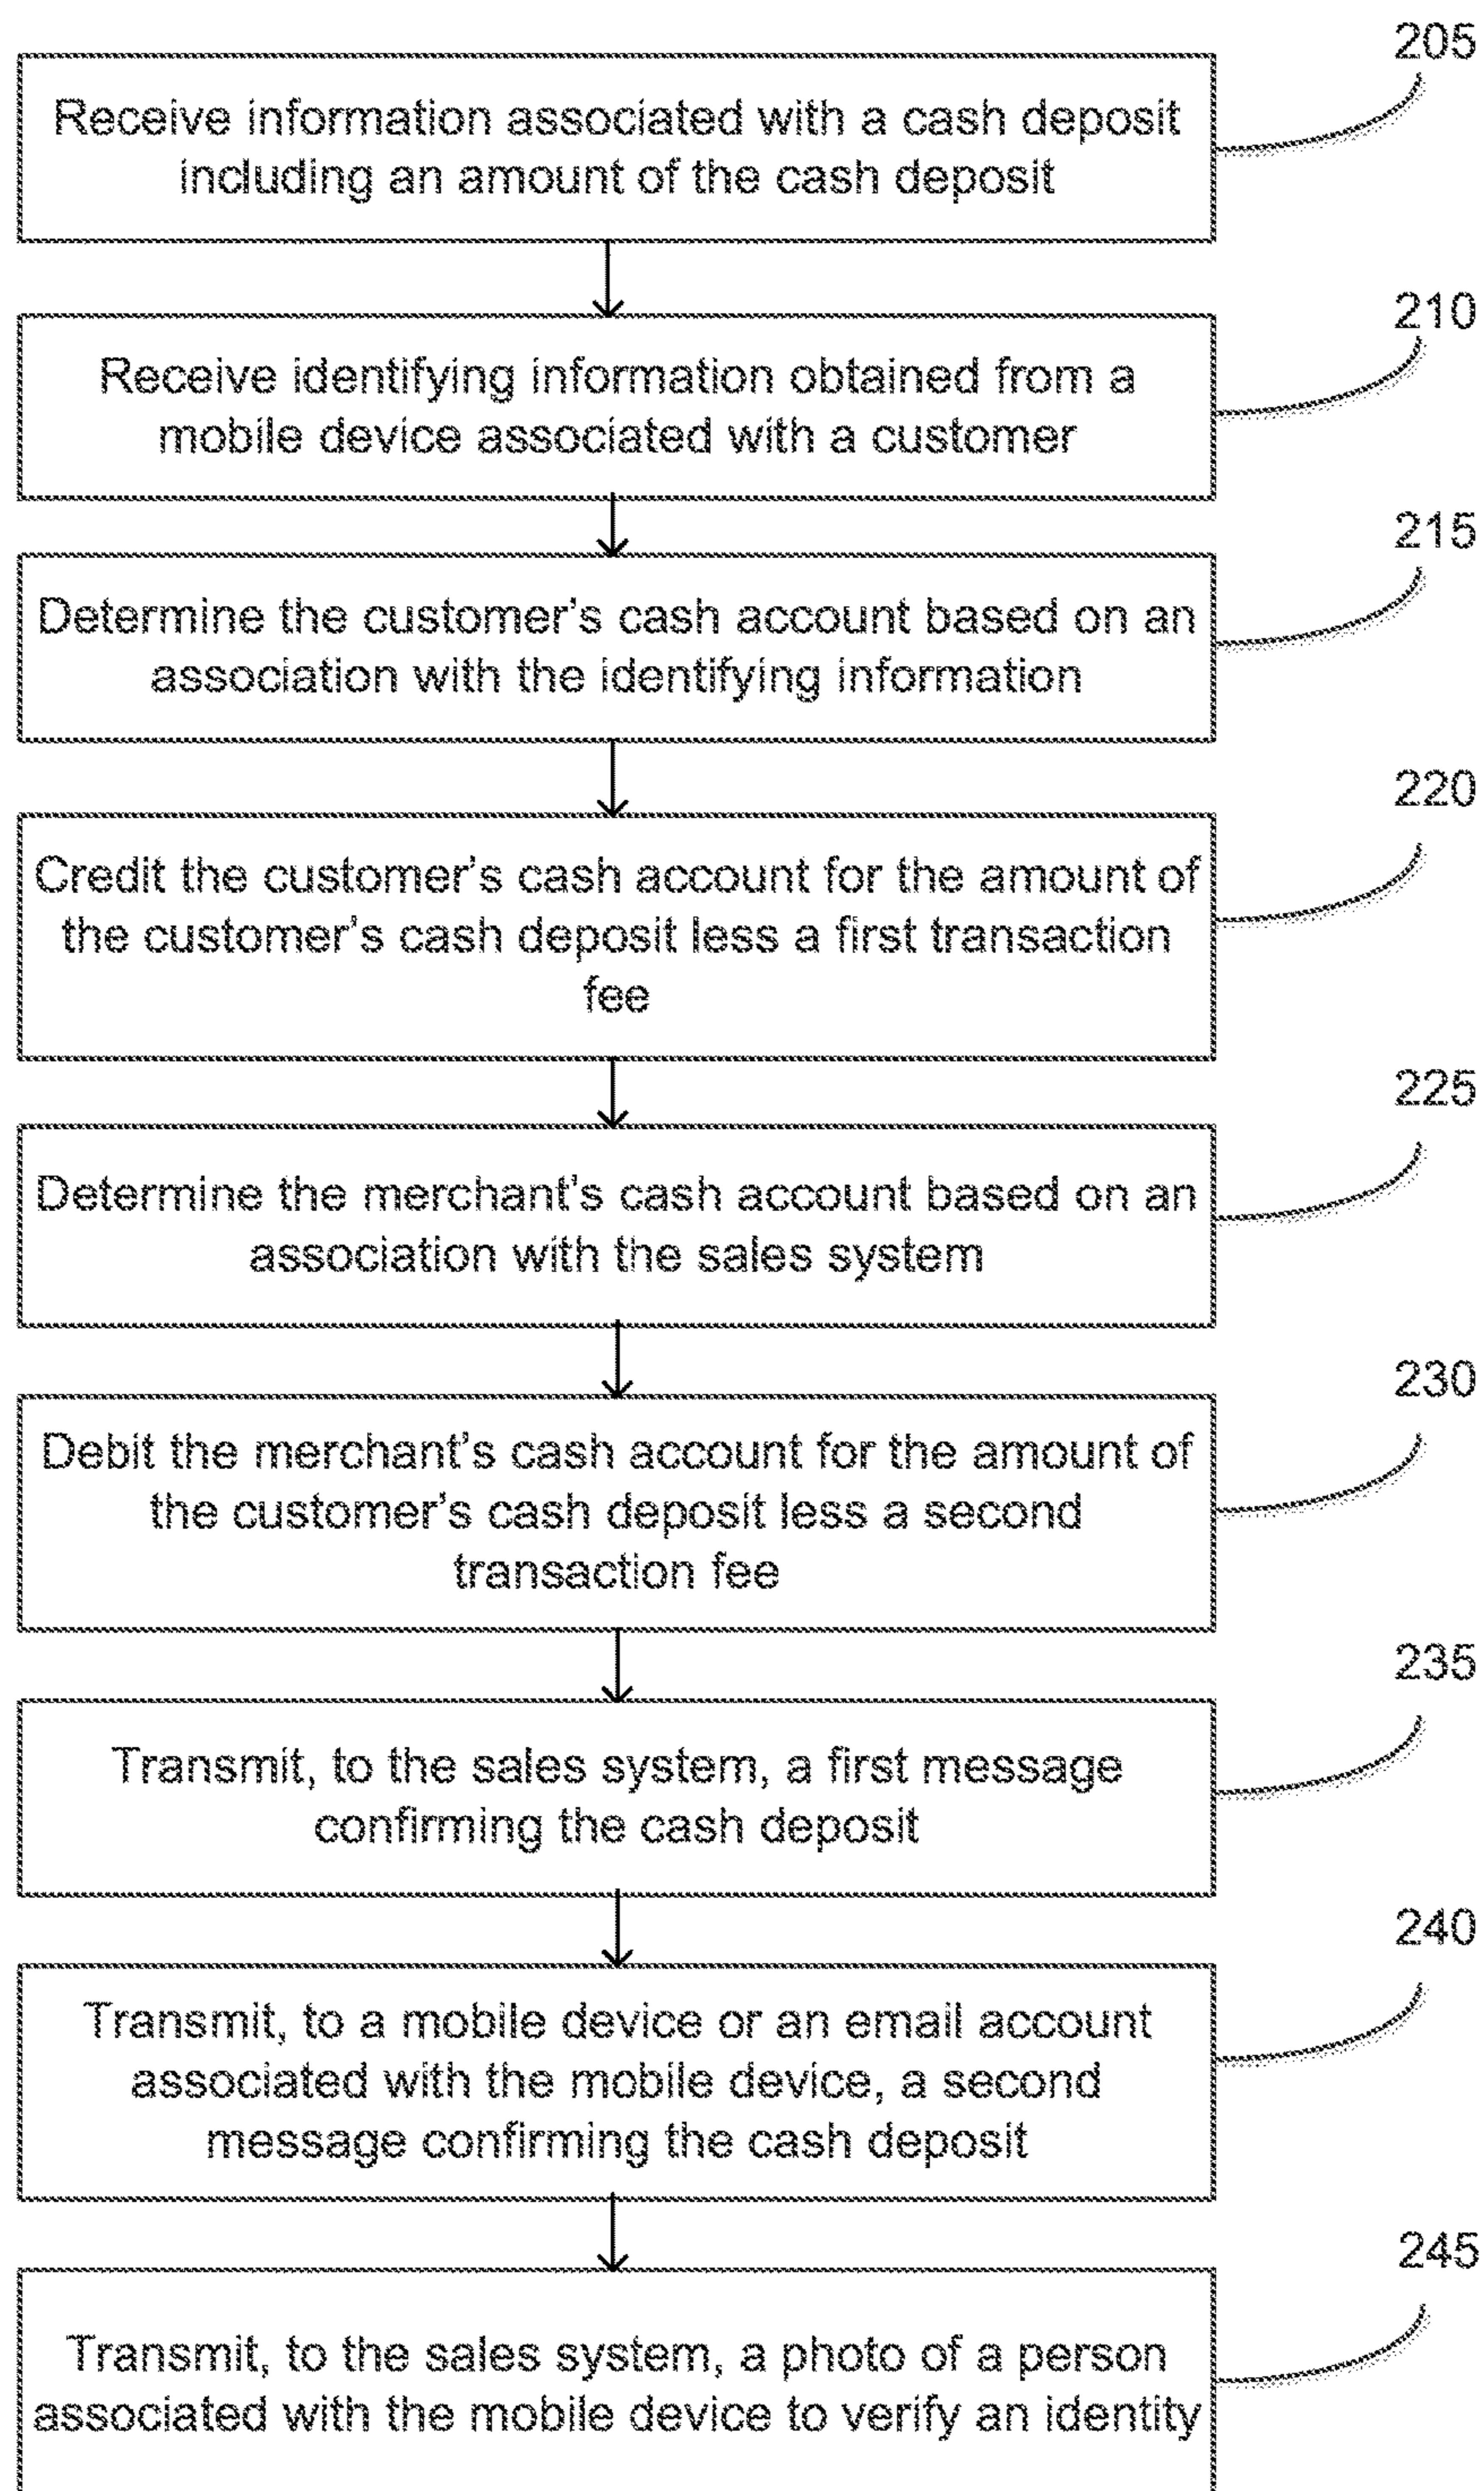 205
Receive information associated with a cash deposit
including an amount of the cash deposit
210
Receive identifying information obtained from a
mobile device associated with a customer
215
Determine the customer's cash account based on an
association with the identifying information
220
Credit the customer's cash account for the amount of
the customer's cash deposit less a first transaction
fee
225
Determine the merchant's cash account based on an
association with the sales system
230
Debit the merchant's cash account for the amount of
the customer's cash deposit less a second
transaction fee
235
Transmit, to the sales system, a first message
confirming the cash deposit
240
Transmit, to a mobile device or an email account
associated with the mobile device, a second
message confirming the cash deposit
245
Transmit, to the sales system, a photo of a person
associated with the mobile device to verify an identity